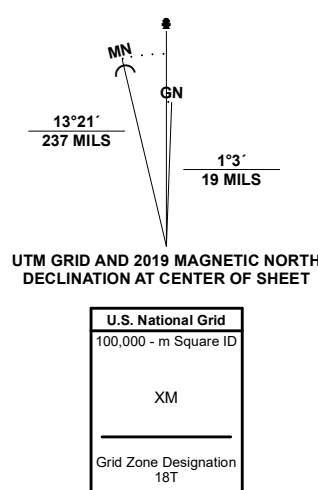 MN
GN
13°21´
237 MILS
1°3´
19 MILS
UTM GRID AND 2019 MAGNETIC NORTH
DECLINATION AT CENTER OF SHEET
U.S. National Grid
100,000 - m Square ID
XM
Grid Zone Designation
18T